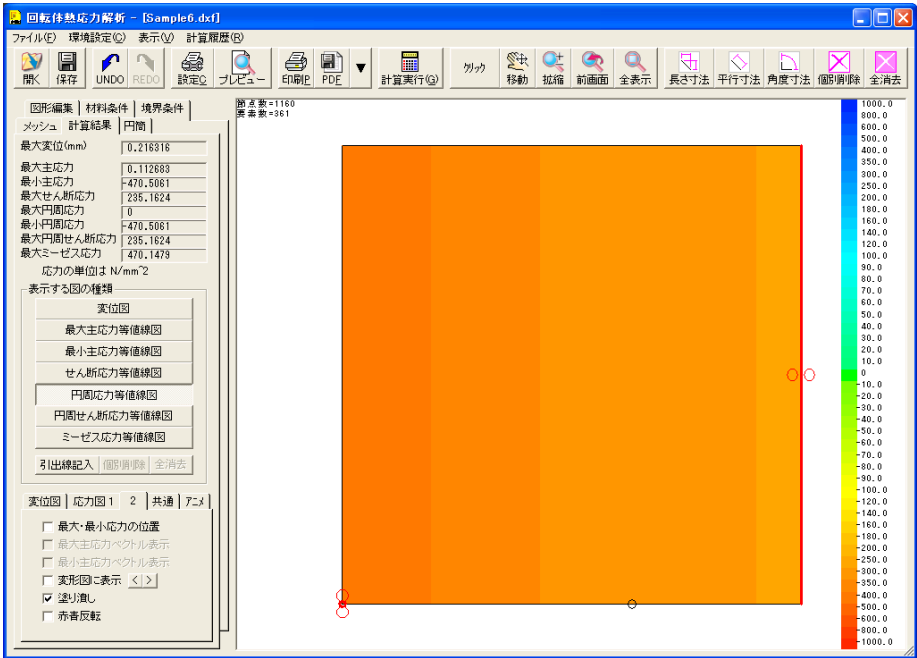 回転体熱応力解析 - [Sample6.dxf]
ファイル(F) 環境設定(C) 表示(V) 計算履歴(R)
開く 保存 UNDO REDO 設定C プレビュー 印刷P PDF 計算実行(G) クリック 移動 拡縮 前画面 全表示 長さ寸法 平行寸法 角度寸法 個別削除 全消去
図形編集 材料条件 境界条件
メッシュ 計算結果 円筒
最大変位(mm) 0.216316
最大主応力 0.112683
最小主応力 -470.5061
最大せん断応力 235.1624
最大円周応力 0
最小円周応力 -470.5061
最大円周せん断応力 235.1624
最大ミーゼス応力 470.1479
応力の単位は N/mm^2
表示する図の種類
変位図
最大主応力等値線図
最小主応力等値線図
せん断応力等値線図
円周応力等値線図
円周せん断応力等値線図
ミーゼス応力等値線図
引出線記入 個別削除 全消去
変位図 応力図1 2 共通 アニメ
最大・最小応力の位置
最大主応力ベクトル表示
最小主応力ベクトル表示
変形図に表示 < >
塗り潰し
赤青反転
節点数=1160
要素数=361
1000.0
800.0
600.0
500.0
400.0
350.0
300.0
250.0
200.0
180.0
160.0
140.0
120.0
100.0
90.0
80.0
70.0
60.0
50.0
40.0
30.0
20.0
10.0
0
-10.0
-20.0
-30.0
-40.0
-50.0
-60.0
-70.0
-80.0
-90.0
-100.0
-120.0
-140.0
-160.0
-180.0
-200.0
-250.0
-300.0
-350.0
-400.0
-500.0
-600.0
-800.0
-1000.0